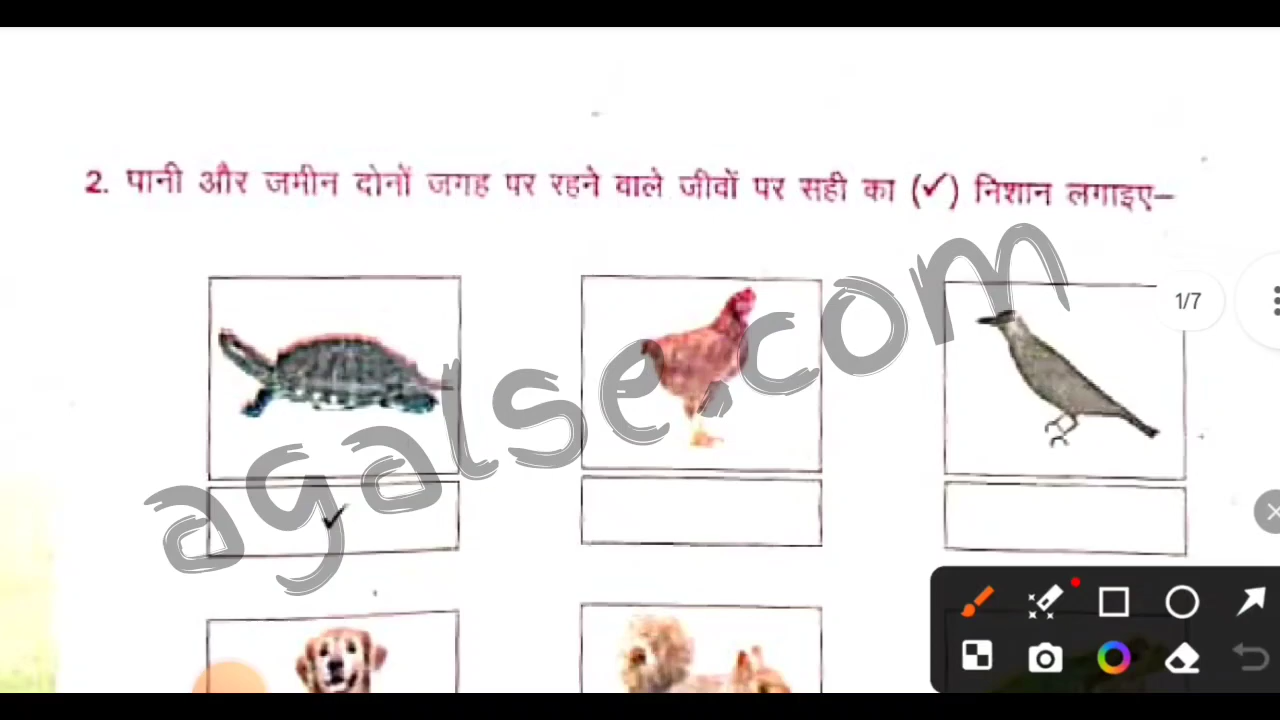 2. पानी और जमीन दोनों जगह पर रहने वाले जीवों पर सही का (✓) निशान लगाइए–
1/7
✓
agalse.com